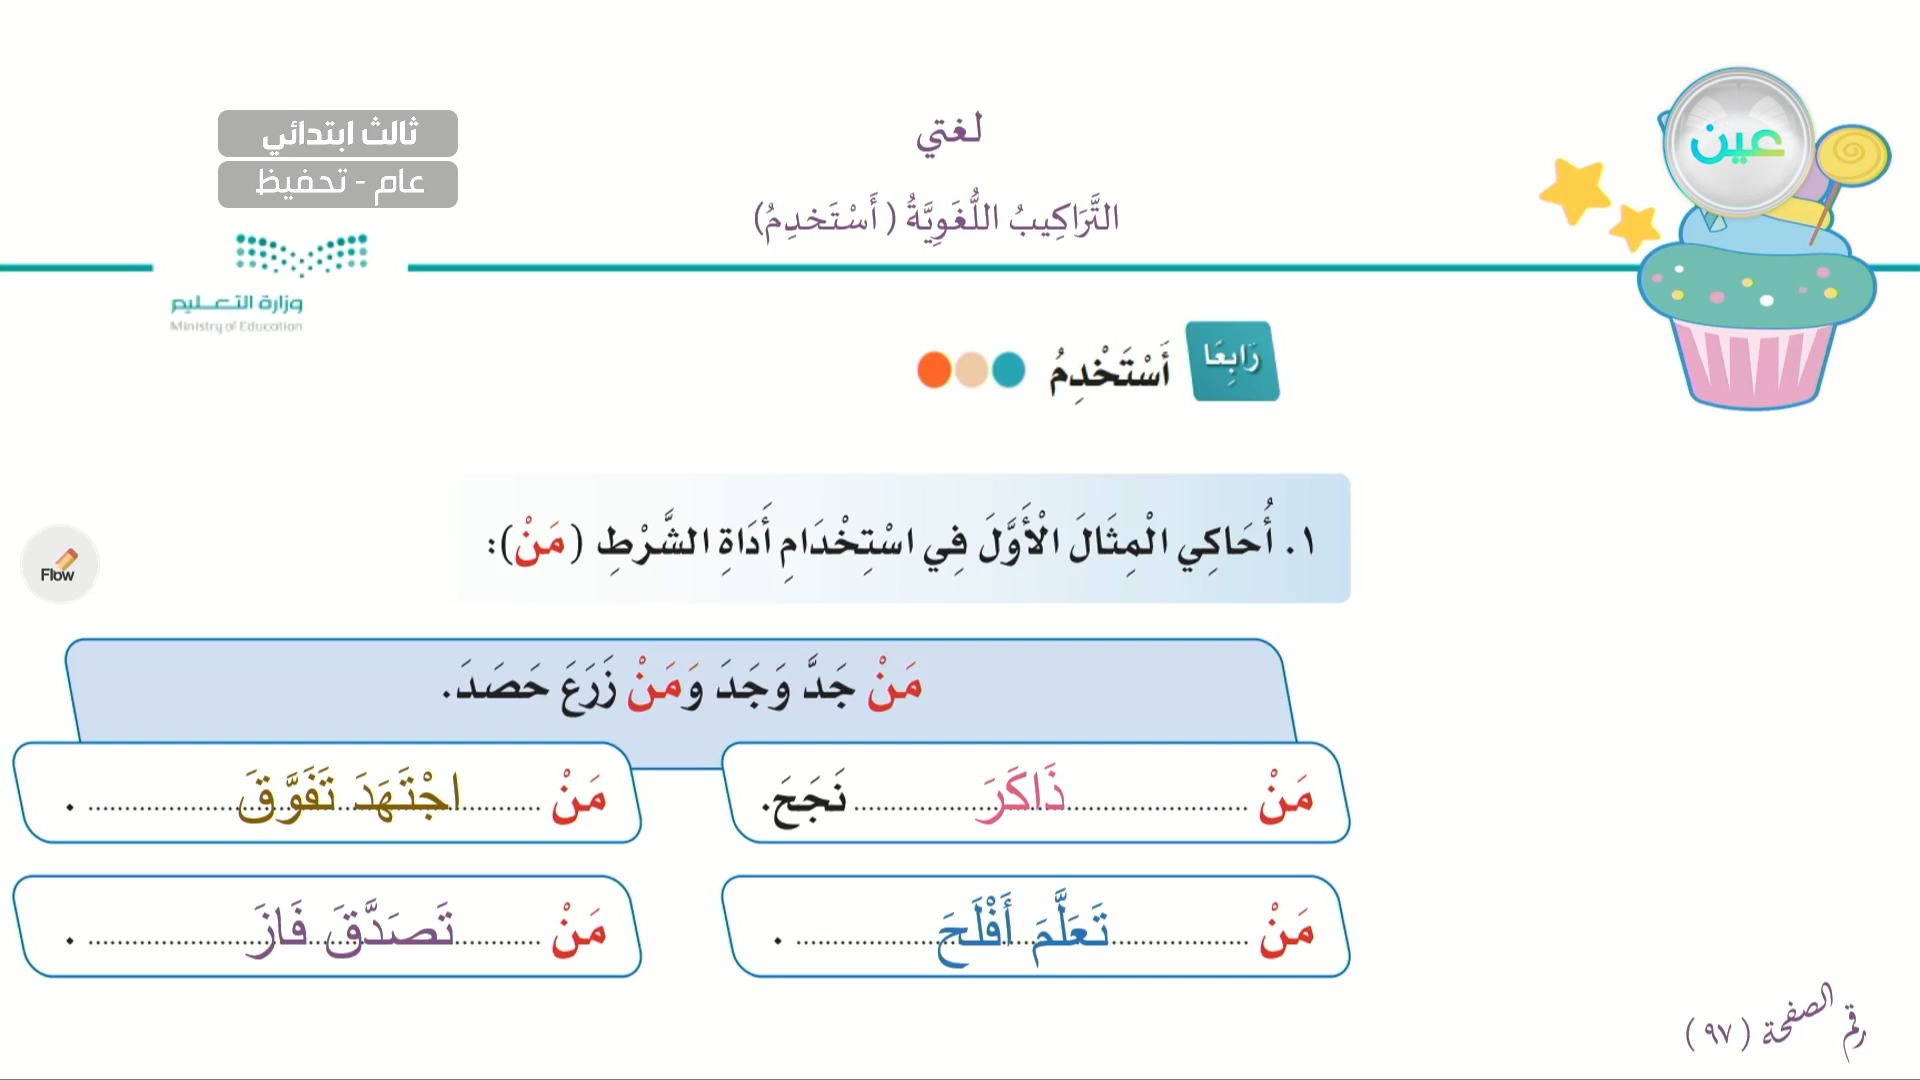 ثالث ابتدائي
عام - تحفيظ
وزارة التعليم
Ministry of Education
لغتي
التَّرَاكِيبُ اللُّغَوِيَّةُ ( أَسْتَخدِمُ)
عين
رَابِعًا
أَسْتَخْدِمُ
Flow
١. أُحَاكِي الْمِثَالَ الْأَوَّلَ فِي اسْتِخْدَامِ أَدَاةِ الشَّرْطِ (مَنْ):
مَنْ جَدَّ وَجَدَ وَمَنْ زَرَعَ حَصَدَ.
مَنْ ذَاكَرَ نَجَحَ.
مَنْ اجْتَهَدَ تَفَوَّقَ .
مَنْ تَعَلَّمَ أَفْلَحَ .
مَنْ تَصَدَّقَ فَازَ .
رقم الصفحة ( ٩٧ )